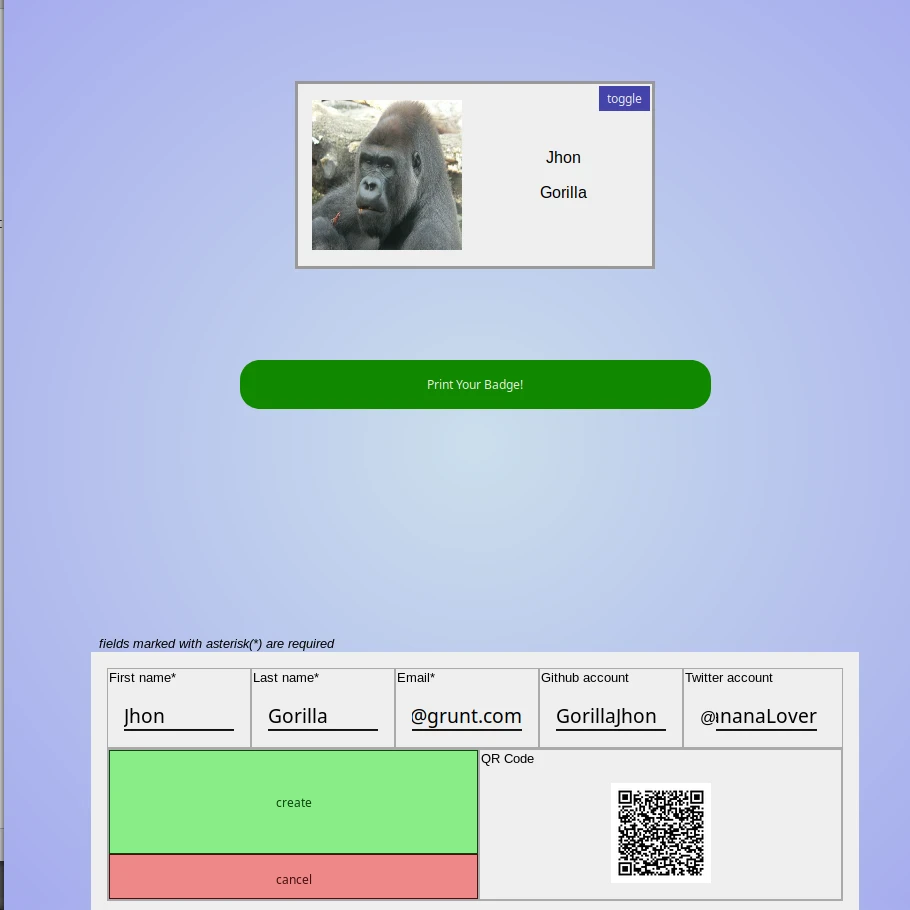 toggle
Jhon
Gorilla
Print Your Badge!
fields marked with asterisk(*) are required
First name*
Last name*
Email*
Github account
Twitter account
Jhon
Gorilla
@grunt.com
GorillaJhon
@nanaLover
create
cancel
QR Code